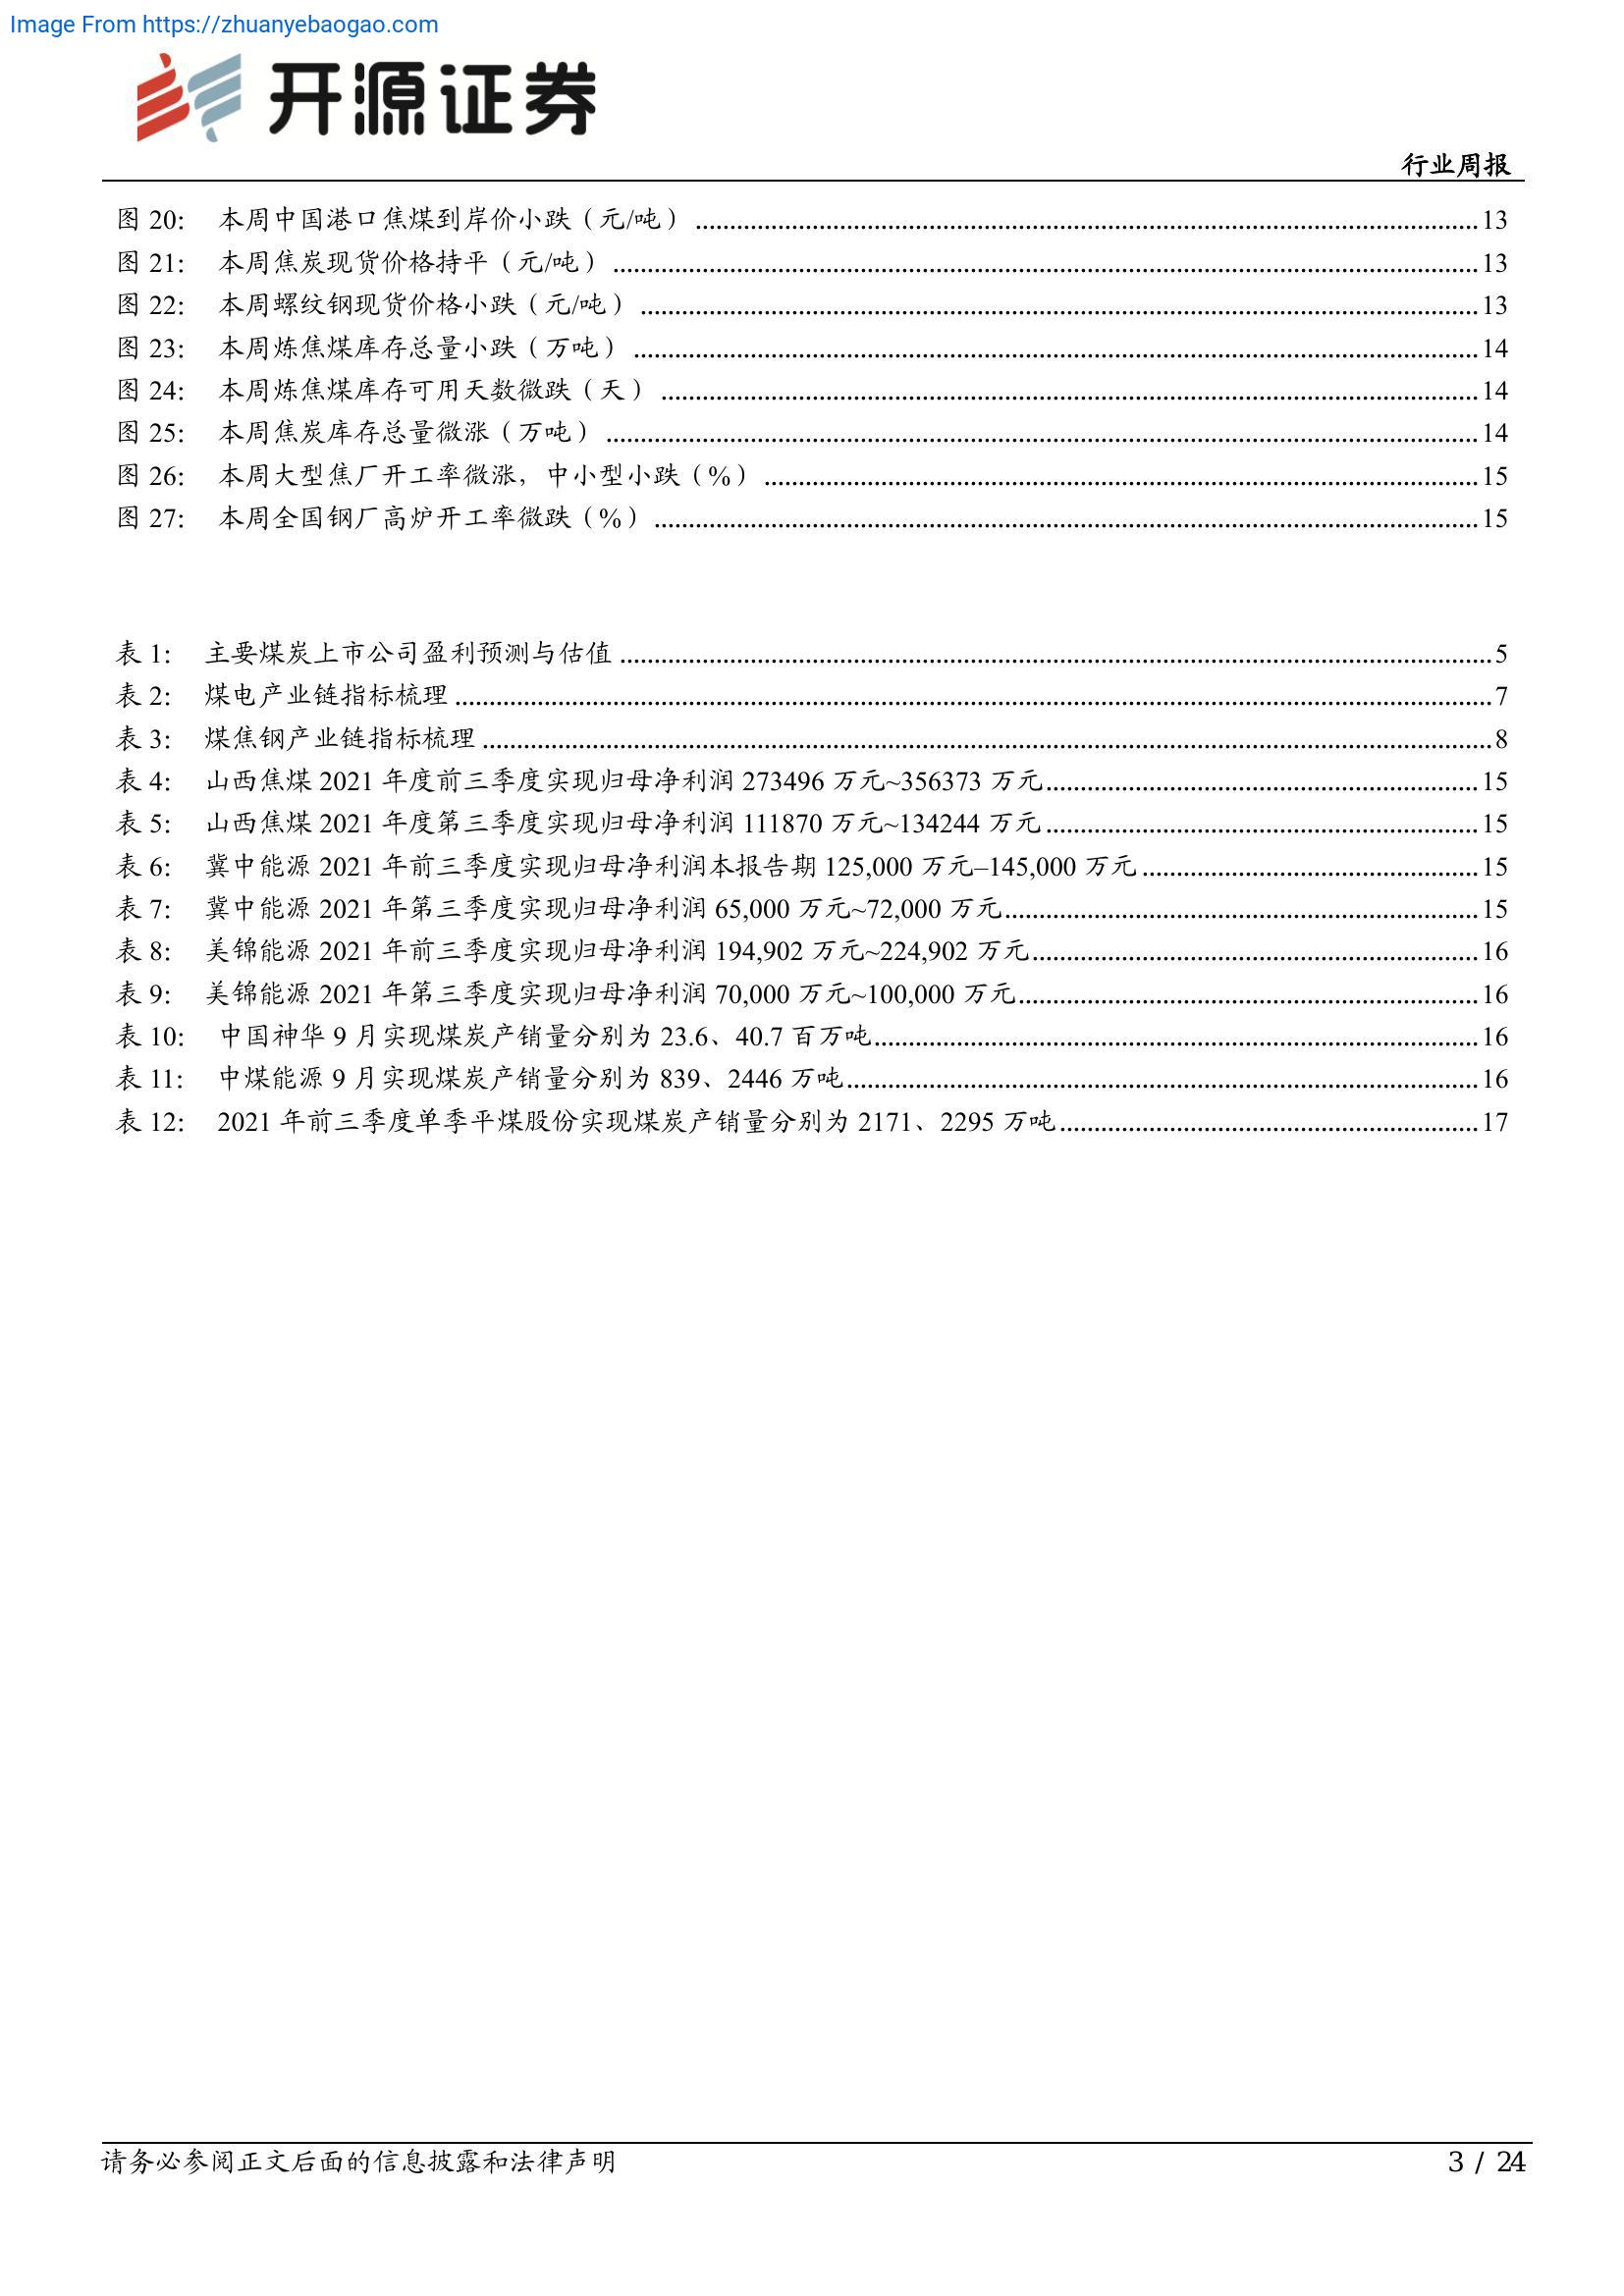 Image From https://zhuanyebaogao.com
开源证券
行业周报
图 20: 本周中国港口焦煤到岸价小跌（元/吨） 13
图 21: 本周焦炭现货价格持平（元/吨） 13
图 22: 本周螺纹钢现货价格小跌（元/吨） 13
图 23: 本周炼焦煤库存总量小跌（万吨） 14
图 24: 本周炼焦煤库存可用天数微跌（天） 14
图 25: 本周焦炭库存总量微涨（万吨） 14
图 26: 本周大型焦厂开工率微涨，中小型小跌（%） 15
图 27: 本周全国钢厂高炉开工率微跌（%） 15
表 1: 主要煤炭上市公司盈利预测与估值 5
表 2: 煤电产业链指标梳理 7
表 3: 煤焦钢产业链指标梳理 8
表 4: 山西焦煤 2021 年度前三季度实现归母净利润 273496 万元~356373 万元 15
表 5: 山西焦煤 2021 年度第三季度实现归母净利润 111870 万元~134244 万元 15
表 6: 冀中能源 2021 年前三季度实现归母净利润本报告期 125,000 万元–145,000 万元 15
表 7: 冀中能源 2021 年第三季度实现归母净利润 65,000 万元~72,000 万元 15
表 8: 美锦能源 2021 年前三季度实现归母净利润 194,902 万元~224,902 万元 16
表 9: 美锦能源 2021 年第三季度实现归母净利润 70,000 万元~100,000 万元 16
表 10: 中国神华 9 月实现煤炭产销量分别为 23.6、40.7 百万吨 16
表 11: 中煤能源 9 月实现煤炭产销量分别为 839、2446 万吨 16
表 12: 2021 年前三季度单季平煤股份实现煤炭产销量分别为 2171、2295 万吨 17
请务必参阅正文后面的信息披露和法律声明
3 / 24